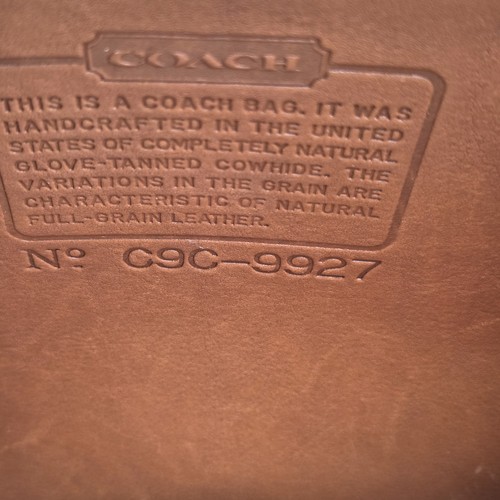 COACH
THIS IS A COACH BAG. IT WAS
HANDCRAFTED IN THE UNITED
STATES OF COMPLETELY NATURAL
GLOVE-TANNED COWHIDE. THE
VARIATIONS IN THE GRAIN ARE
CHARACTERISTIC OF NATURAL
FULL-GRAIN LEATHER.
Nº C9C-9927